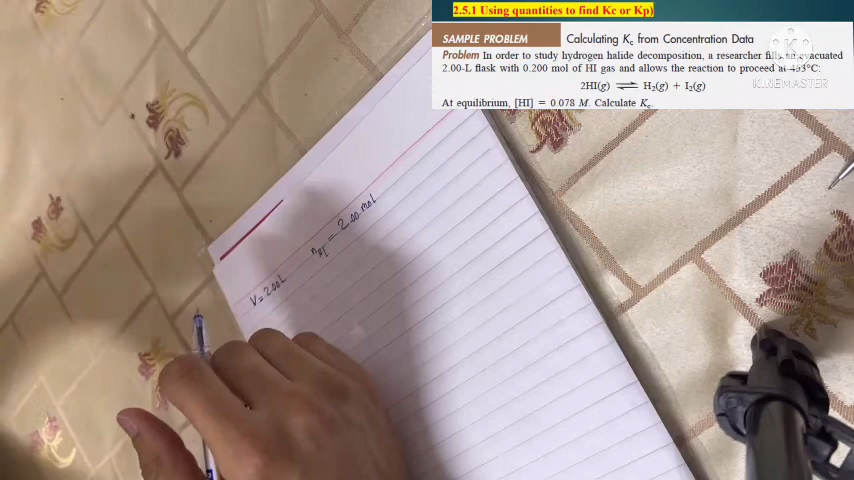 2.5.1 Using quantities to find Kc or Kp)
SAMPLE PROBLEM Calculating Kc from Concentration Data
Problem In order to study hydrogen halide decomposition, a researcher fills an evacuated
2.00-L flask with 0.200 mol of HI gas and allows the reaction to proceed at 453°C:
2HI(g) ⇌ H₂(g) + I₂(g)
At equilibrium, [HI] = 0.078 M. Calculate Kc.
KINEMASTER
V = 2.00L
nHI = 2.00 mol